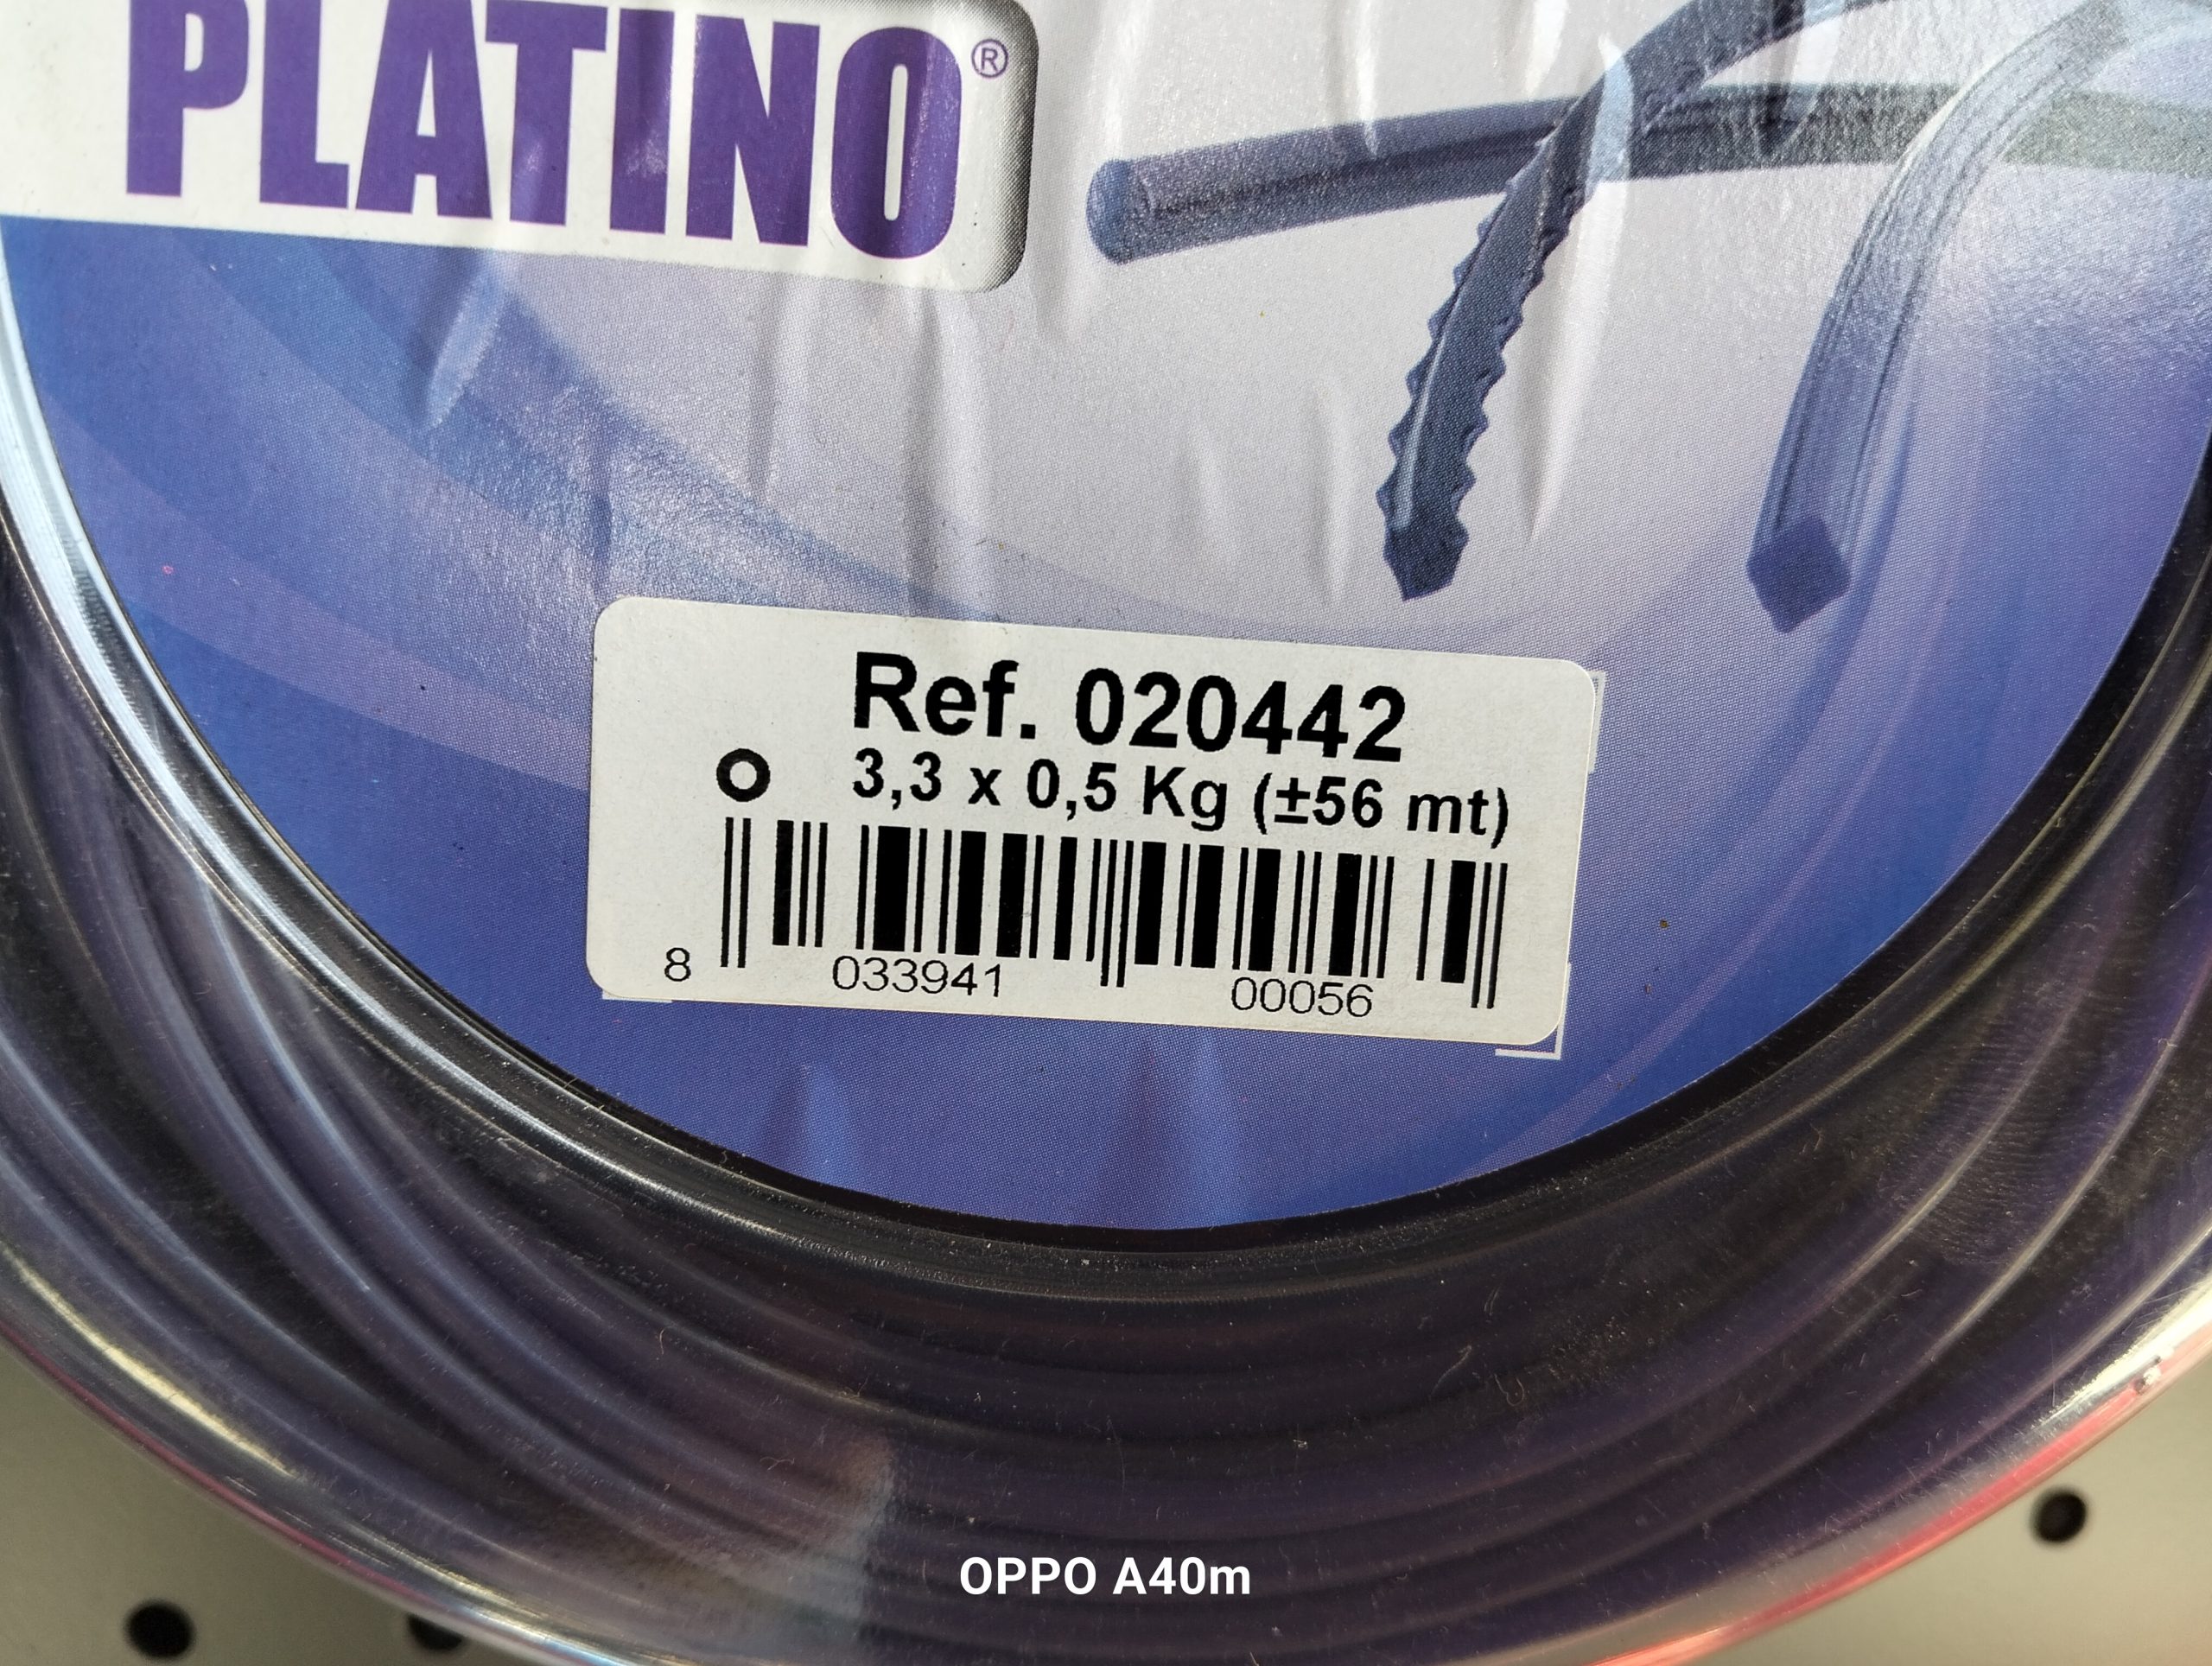 PLATINO®
Ref. 020442
O 3,3 x 0,5 Kg (±56 mt)
8 033941 00056
OPPO A40m